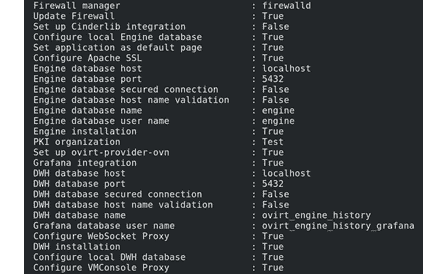 Firewall manager : firewalld
Update Firewall : True
Set up Cinderlib integration : False
Configure local Engine database : True
Set application as default page : True
Configure Apache SSL : True
Engine database host : localhost
Engine database port : 5432
Engine database secured connection : False
Engine database host name validation : False
Engine database name : engine
Engine database user name : engine
Engine installation : True
PKI organization : Test
Set up ovirt-provider-ovn : True
Grafana integration : True
DWH database host : localhost
DWH database port : 5432
DWH database secured connection : False
DWH database host name validation : False
DWH database name : ovirt_engine_history
Grafana database user name : ovirt_engine_history_grafana
Configure WebSocket Proxy : True
DWH installation : True
Configure local DWH database : True
Configure VMConsole Proxy : True